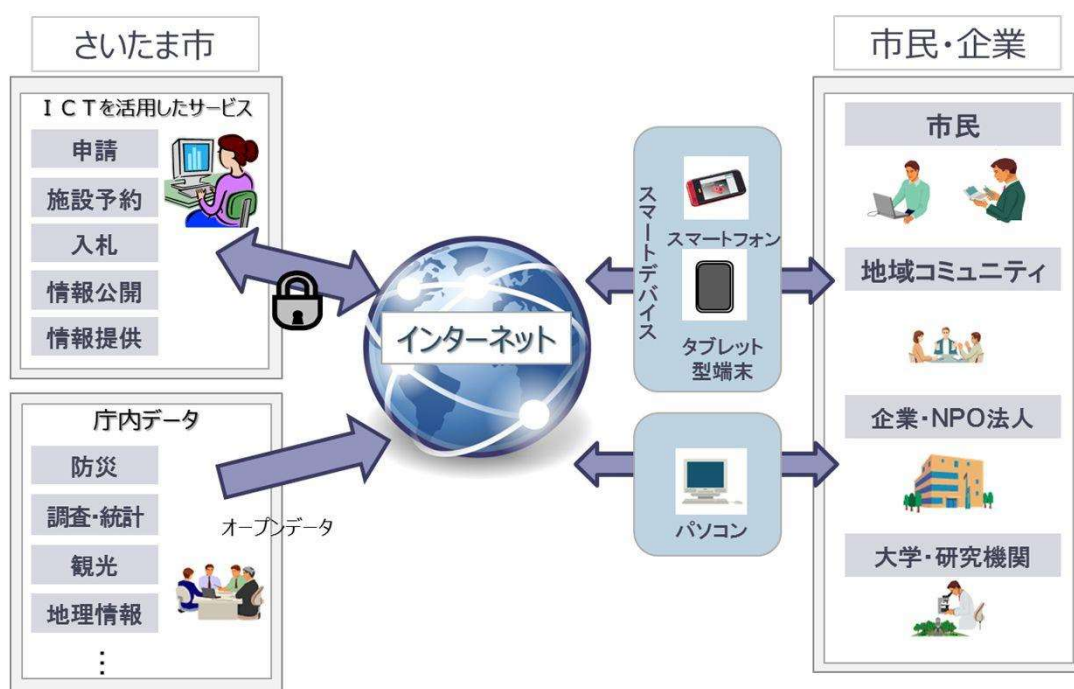 さいたま市
ＩＣＴを活用したサービス
申請
施設予約
入札
情報公開
情報提供
庁内データ
防災
調査・統計
観光
地理情報
⋮
オープンデータ
インターネット
スマートデバイス
スマートフォン
タブレット
型端末
パソコン
市民・企業
市民
地域コミュニティ
企業・NPO法人
大学・研究機関